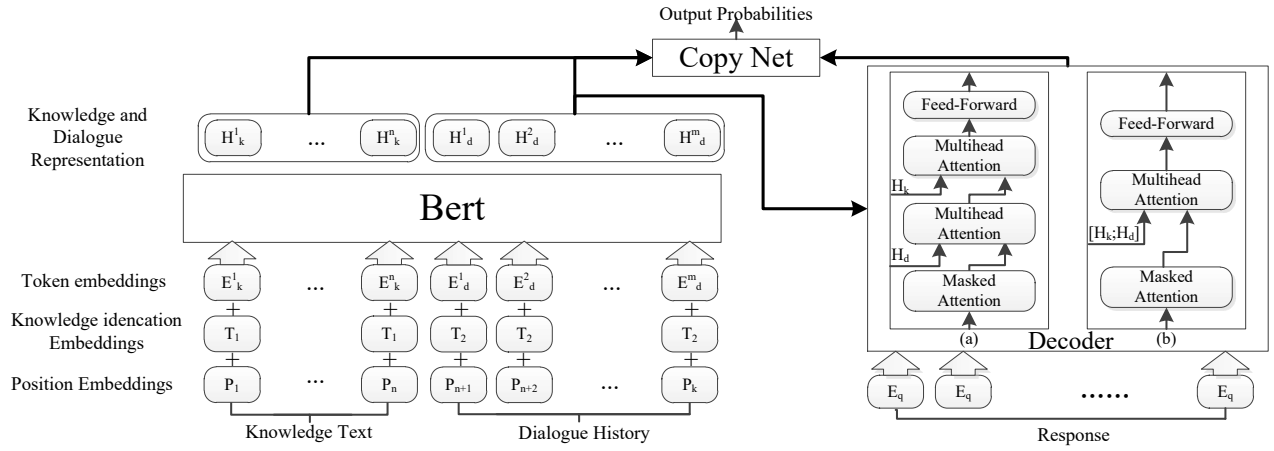 Output Probabilities
Copy Net
Knowledge and
Dialogue
Representation
H¹ₖ ... Hⁿₖ H¹d H²d ... Hᵐd
Bert
Token embeddings
E¹ₖ ... Eⁿₖ E¹d E²d ... Eᵐd
+ + + + +
Knowledge idencation
Embeddings
T₁ T₁ T₂ T₂ T₂
+ + + + +
Position Embeddings
P₁ ... Pₙ Pₙ₊₁ Pₙ₊₂ ... Pₖ
Knowledge Text
Dialogue History
Feed-Forward
Multihead
Attention
Hₖ
Multihead
Attention
Hd
Masked
Attention
(a)
Feed-Forward
Multihead
Attention
[Hₖ;Hd]
Masked
Attention
(b)
Decoder
Eq Eq ...... Eq
Response